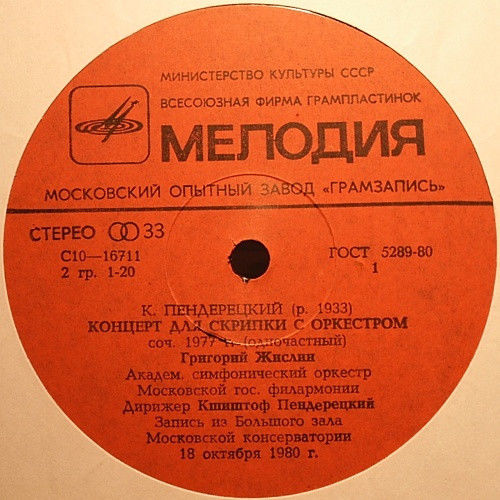 МИНИСТЕРСТВО КУЛЬТУРЫ СССР
ВСЕСОЮЗНАЯ ФИРМА ГРАМПЛАСТИНОК
МЕЛОДИЯ
МОСКОВСКИЙ ОПЫТНЫЙ ЗАВОД «ГРАМЗАПИСЬ»
СТЕРЕО 33
С10—16711
ГОСТ 5289-80
2 гр. 1-20
1
К. ПЕНДЕРЕЦКИЙ (р. 1933)
КОНЦЕРТ ДЛЯ СКРИПКИ С ОРКЕСТРОМ
соч. 1977 г. (одночастный)
Григорий Жислин
Академ. симфонический оркестр
Московской гос. филармонии
Дирижер Кшиштоф Пендерецкий
Запись из Большого зала
Московской консерватории
18 октября 1980 г.